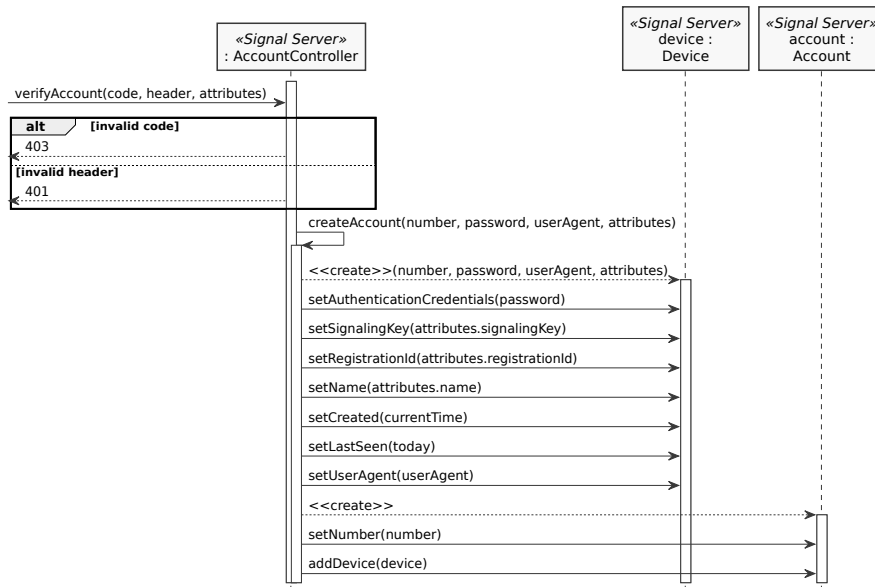 «Signal Server»
: AccountController
«Signal Server»
device :
Device
«Signal Server»
account :
Account
verifyAccount(code, header, attributes)
alt [invalid code]
403
[invalid header]
401
createAccount(number, password, userAgent, attributes)
<<create>>(number, password, userAgent, attributes)
setAuthenticationCredentials(password)
setSignalingKey(attributes.signalingKey)
setRegistrationId(attributes.registrationId)
setName(attributes.name)
setCreated(currentTime)
setLastSeen(today)
setUserAgent(userAgent)
<<create>>
setNumber(number)
addDevice(device)